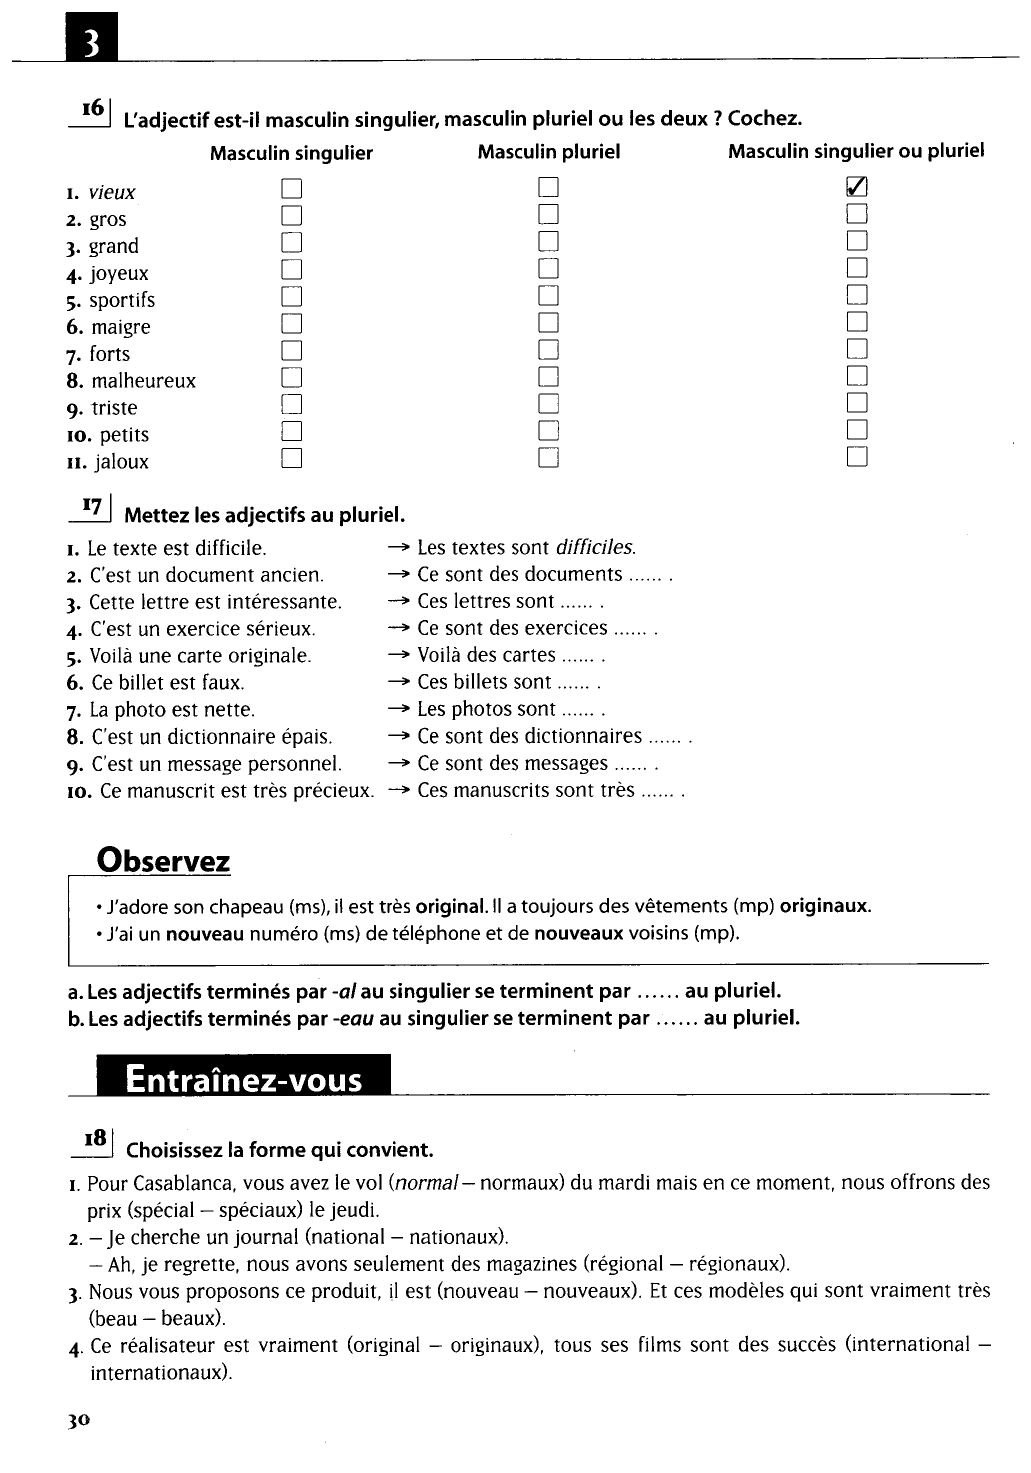 3
16 L'adjectif est-il masculin singulier, masculin pluriel ou les deux ? Cochez.
Masculin singulier Masculin pluriel Masculin singulier ou pluriel
1. vieux
2. gros
3. grand
4. joyeux
5. sportifs
6. maigre
7. forts
8. malheureux
9. triste
10. petits
11. jaloux
17 Mettez les adjectifs au pluriel.
1. Le texte est difficile. → Les textes sont difficiles.
2. C'est un document ancien. → Ce sont des documents ...... .
3. Cette lettre est intéressante. → Ces lettres sont ...... .
4. C'est un exercice sérieux. → Ce sont des exercices ...... .
5. Voilà une carte originale. → Voilà des cartes ...... .
6. Ce billet est faux. → Ces billets sont ...... .
7. La photo est nette. → Les photos sont ...... .
8. C'est un dictionnaire épais. → Ce sont des dictionnaires ...... .
9. C'est un message personnel. → Ce sont des messages ...... .
10. Ce manuscrit est très précieux. → Ces manuscrits sont très ...... .
Observez
• J'adore son chapeau (ms), il est très original. Il a toujours des vêtements (mp) originaux.
• J'ai un nouveau numéro (ms) de téléphone et de nouveaux voisins (mp).
a. Les adjectifs terminés par -al au singulier se terminent par ...... au pluriel.
b. Les adjectifs terminés par -eau au singulier se terminent par ...... au pluriel.
Entraînez-vous
18 Choisissez la forme qui convient.
1. Pour Casablanca, vous avez le vol (normal – normaux) du mardi mais en ce moment, nous offrons des
prix (spécial – spéciaux) le jeudi.
2. – Je cherche un journal (national – nationaux).
– Ah, je regrette, nous avons seulement des magazines (régional – régionaux).
3. Nous vous proposons ce produit, il est (nouveau – nouveaux). Et ces modèles qui sont vraiment très
(beau – beaux).
4. Ce réalisateur est vraiment (original – originaux), tous ses films sont des succès (international –
internationaux).
30